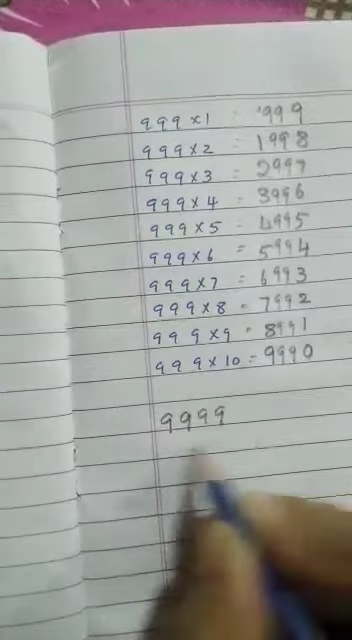 999 × 1 = 999
999 × 2 = 1998
999 × 3 = 2997
999 × 4 = 3996
999 × 5 = 4995
999 × 6 = 5994
999 × 7 = 6993
999 × 8 = 7992
999 × 9 = 8991
999 × 10 = 9990
9999